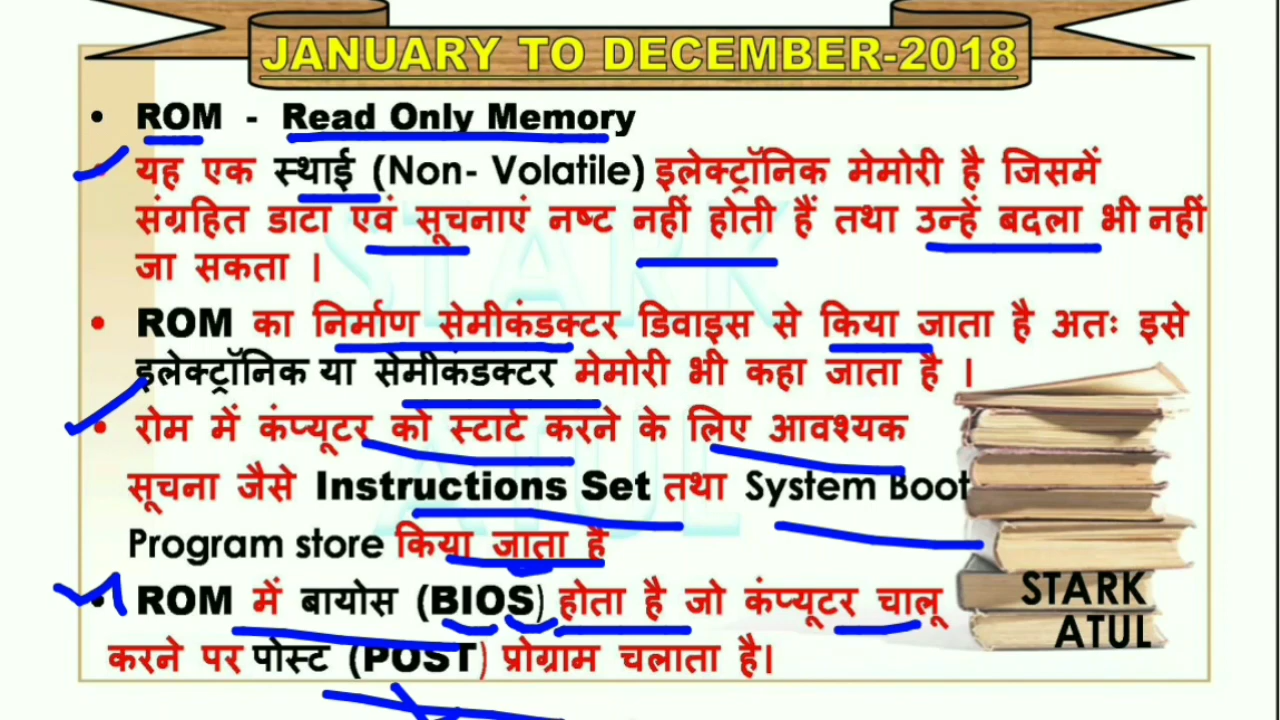 JANUARY TO DECEMBER-2018
• ROM - Read Only Memory
• यह एक स्थाई (Non- Volatile) इलेक्ट्रॉनिक मेमोरी है जिसमें
संग्रहित डाटा एवं सूचनाएं नष्ट नहीं होती हैं तथा उन्हें बदला भी नहीं
जा सकता ।
• ROM का निर्माण सेमीकंडक्टर डिवाइस से किया जाता है अतः इसे
इलेक्ट्रॉनिक या सेमीकंडक्टर मेमोरी भी कहा जाता है ।
• रोम में कंप्यूटर को स्टार्ट करने के लिए आवश्यक
सूचना जैसे Instructions Set तथा System Boot
Program store किया जाता है
• ROM में बायोस (BIOS) होता है जो कंप्यूटर चालू
करने पर पोस्ट (POST) प्रोग्राम चलाता है।
STARK
ATUL
STARK
ATUL